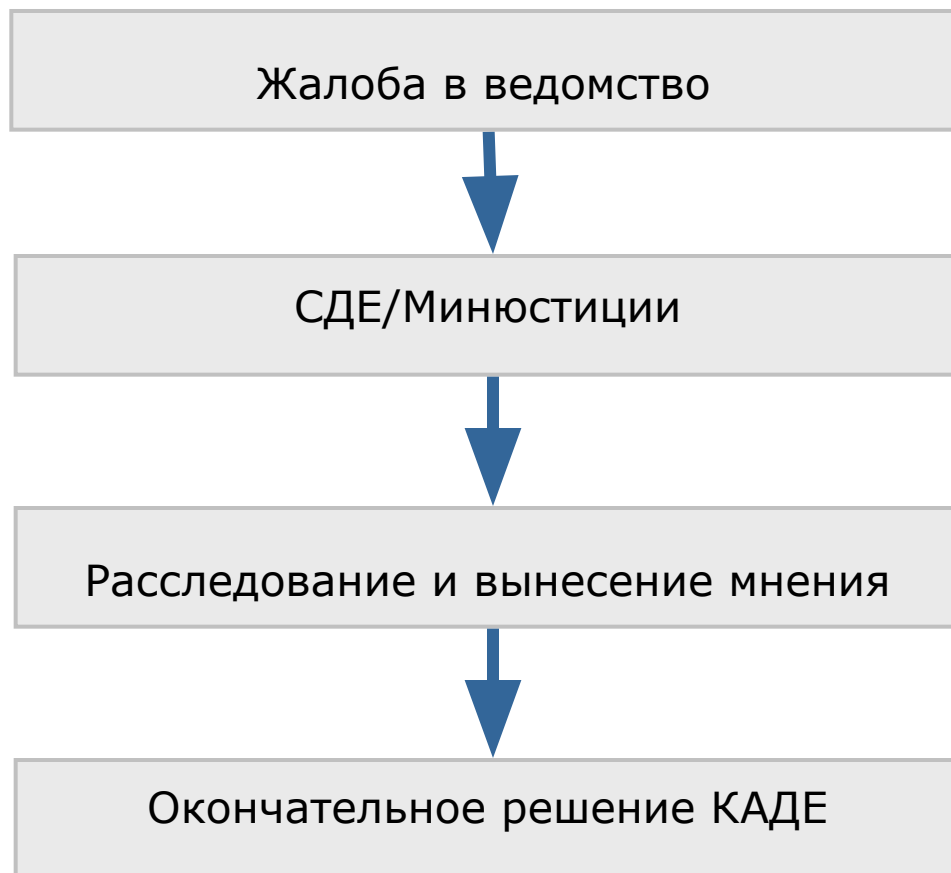 Жалоба в ведомство
СДЕ/Минюстиции
Расследование и вынесение мнения
Окончательное решение КАДЕ